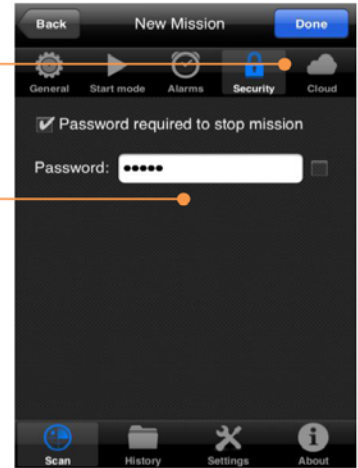 Back New Mission Done
General Start mode Alarms Security Cloud
Password required to stop mission
Password: •••••
Scan History Settings About